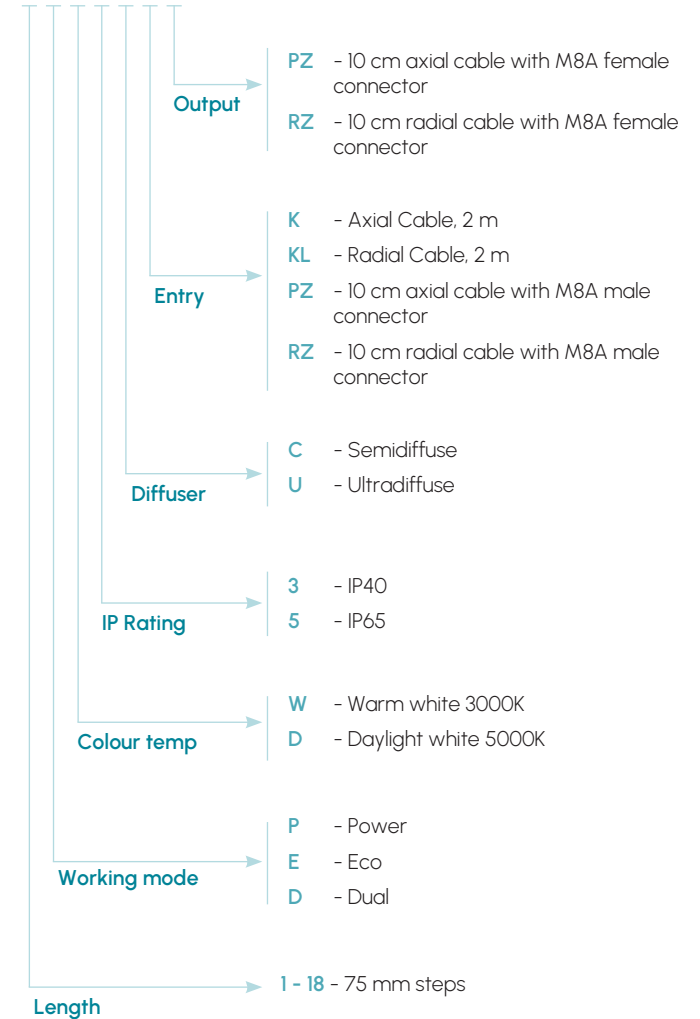 PZ - 10 cm axial cable with M8A female
connector
Output
RZ - 10 cm radial cable with M8A female
connector
K - Axial Cable, 2 m
KL - Radial Cable, 2 m
Entry
PZ - 10 cm axial cable with M8A male
connector
RZ - 10 cm radial cable with M8A male
connector
C - Semidiffuse
U - Ultradiffuse
Diffuser
3 - IP40
5 - IP65
IP Rating
W - Warm white 3000K
D - Daylight white 5000K
Colour temp
P - Power
E - Eco
Working mode
D - Dual
1 - 18 - 75 mm steps
Length